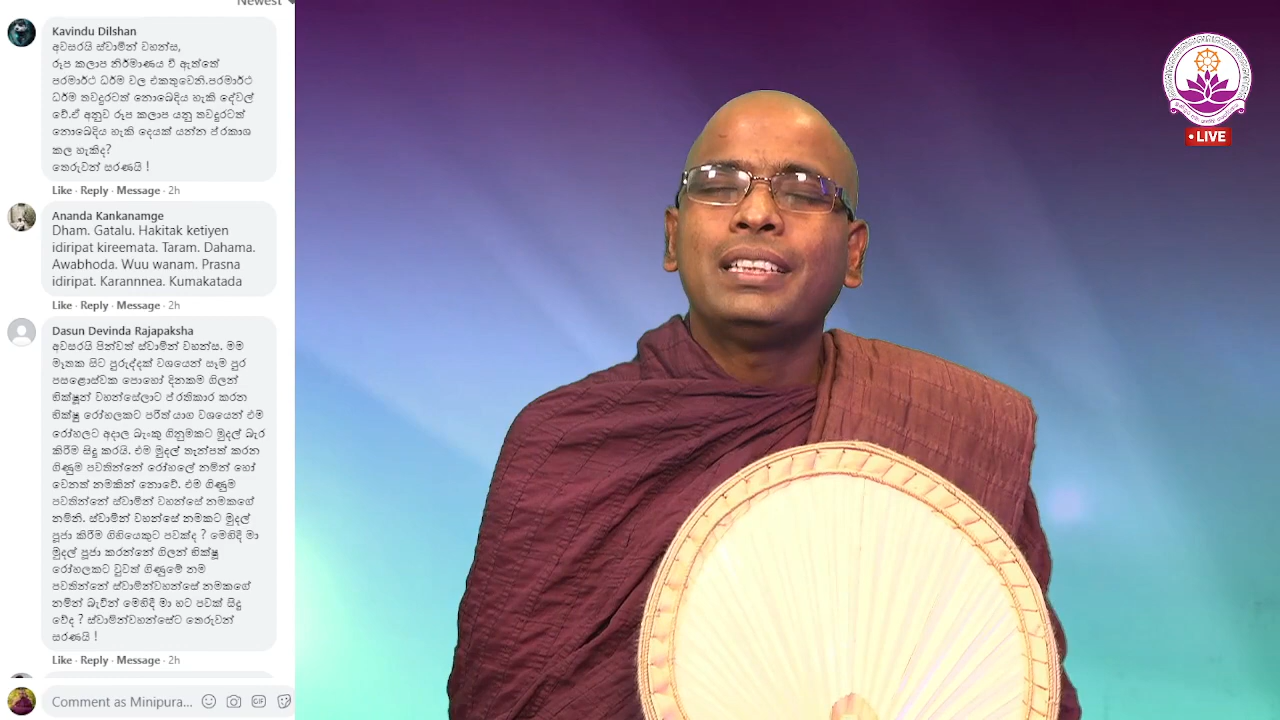 Newest
Kavindu Dilshan
අවසරයි ස්වාමින් වහන්ස,
රූප කලාප නිර්මාණය වී ඇත්තේ
පරමාර්ථ ධර්ම වල එකතුවෙනි.පරමාර්ථ
ධර්ම තවදුරටත් නොබෙදිය හැකි දේවල්
වේ.ඒ අනුව රූප කලාප යනු තවදුරටත්
නොබෙදිය හැකි දෙයක් යන්න ප්රකාශ
කල හැකිද?
තෙරුවන් සරණයි !
Like · Reply · Message · 2h
Ananda Kankanamge
Dham. Gatalu. Hakitak ketiyen
idiripat kireemata. Taram. Dahama.
Awabhoda. Wuu wanam. Prasna
idiripat. Karannnea. Kumakatada
Like · Reply · Message · 2h
Dasun Devinda Rajapaksha
අවසරයි පින්වත් ස්වාමින් වහන්ස. මම
මෑතක සිට පුරුද්දක් වශයෙන් සෑම පුර
පසළොස්වක පොහෝ දිනකම ගිලන්
භික්ෂූන් වහන්සේලාට ප්රතිකාර කරන
භික්ෂු රෝහලකට පරිත්යාග වශයෙන් එම
රෝහලට අදාල බැංකු ගිනුමකට මුදල් බැර
කිරීම සිදු කරයි. එම මුදල් තැන්පත් කරන
ගිණුම පවතින්නේ රෝහලේ නමින් හෝ
වෙනත් නමකින් නොවේ. එම ගිණුම
පවතින්නේ ස්වාමින් වහන්සේ නමකගේ
නමිනි. ස්වාමින් වහන්සේ නමකට මුදල්
පූජා කිරීම ගිහියෙකුට පවක්ද ? මෙහිදී මා
මුදල් පූජා කරන්නේ ගිලන් භික්ෂු
රෝහලකට වුවත් ගිණුමේ නම
පවතින්නේ ස්වාමින්වහන්සේ නමකගේ
නමින් බැවින් මෙහිදී මා හට පවක් සිදු
වේද ? ස්වාමින්වහන්සේට තෙරුවන්
සරණයි !
Like · Reply · Message · 2h
Comment as Minipura...
GIF
LIVE